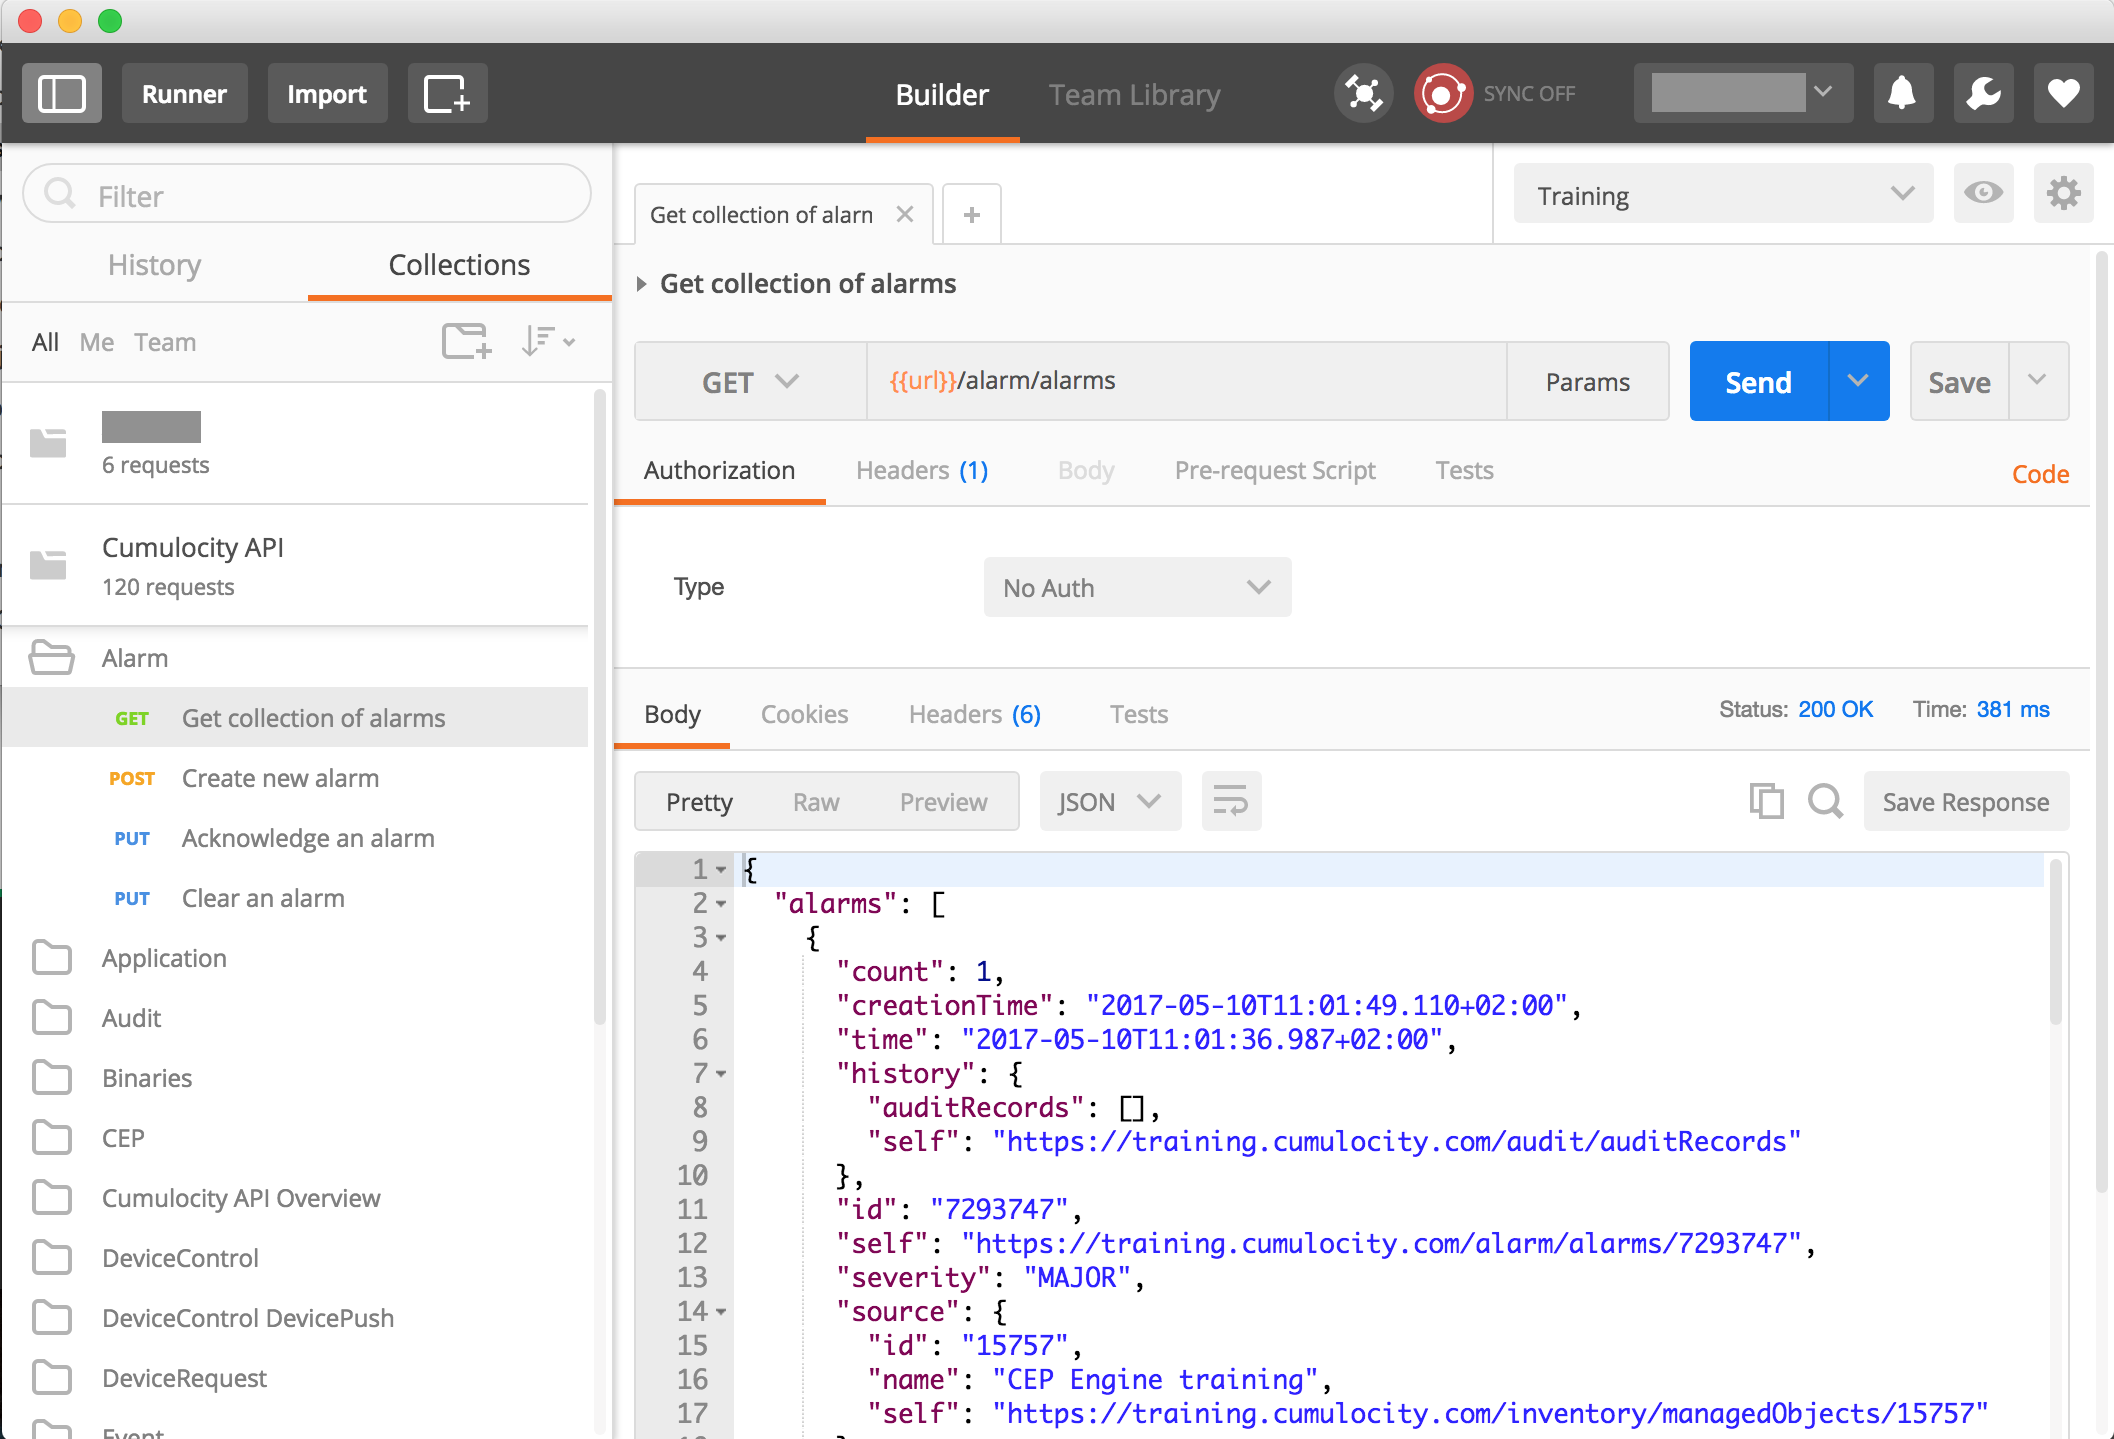 Runner
Import
Builder
Team Library
SYNC OFF
Filter
History
Collections
All Me Team
6 requests
Cumulocity API
120 requests
Alarm
GET Get collection of alarms
POST Create new alarm
PUT Acknowledge an alarm
PUT Clear an alarm
Application
Audit
Binaries
CEP
Cumulocity API Overview
DeviceControl
DeviceControl DevicePush
DeviceRequest
Event
Get collection of alarn
Training
Get collection of alarms
GET {{url}}/alarm/alarms Params Send Save
Authorization Headers (1) Body Pre-request Script Tests Code
Type No Auth
Body Cookies Headers (6) Tests Status: 200 OK Time: 381 ms
Pretty Raw Preview JSON Save Response
1 {
2 "alarms": [
3 {
4 "count": 1,
5 "creationTime": "2017-05-10T11:01:49.110+02:00",
6 "time": "2017-05-10T11:01:36.987+02:00",
7 "history": {
8 "auditRecords": [],
9 "self": "https://training.cumulocity.com/audit/auditRecords"
10 },
11 "id": "7293747",
12 "self": "https://training.cumulocity.com/alarm/alarms/7293747",
13 "severity": "MAJOR",
14 "source": {
15 "id": "15757",
16 "name": "CEP Engine training",
17 "self": "https://training.cumulocity.com/inventory/managedObjects/15757"